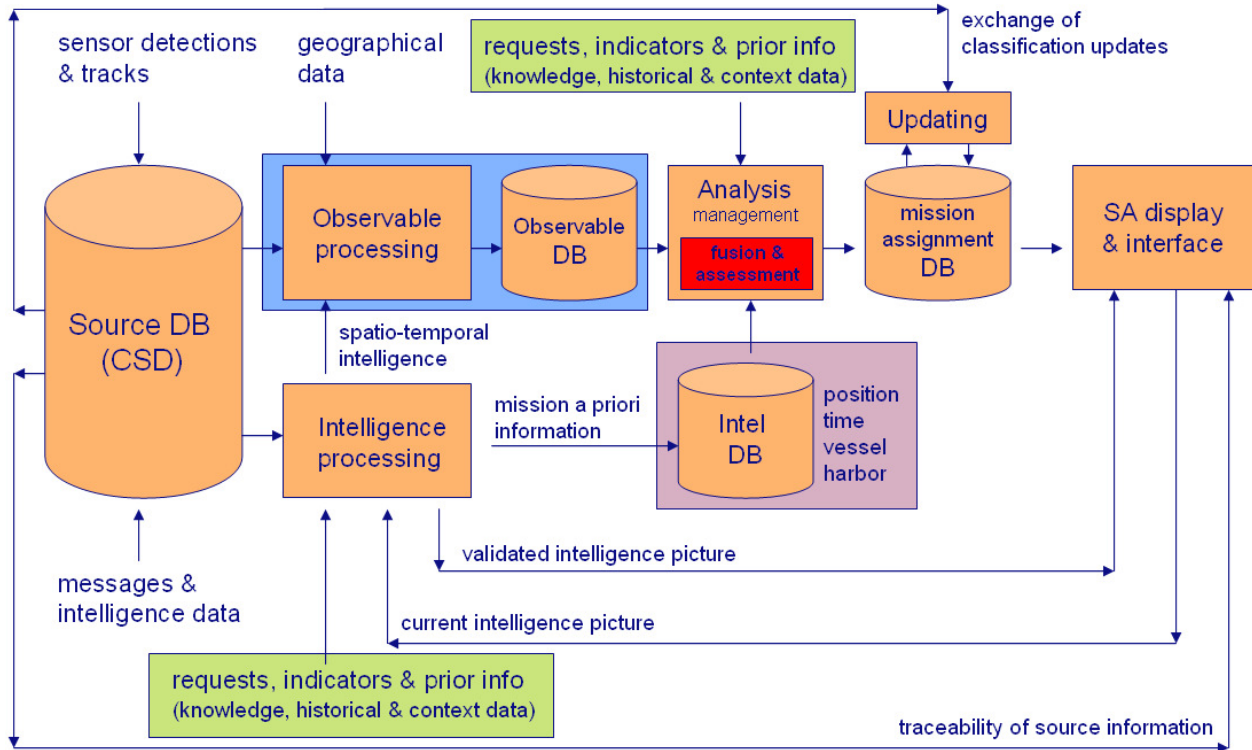 sensor detections
& tracks
geographical
data
requests, indicators & prior info
(knowledge, historical & context data)
exchange of
classification updates
Updating
Observable
processing
Observable
DB
Analysis
management
fusion &
assessment
mission
assignment
DB
SA display
& interface
Source DB
(CSD)
spatio-temporal
intelligence
Intelligence
processing
mission a priori
information
Intel
DB
position
time
vessel
harbor
validated intelligence picture
messages &
intelligence data
current intelligence picture
requests, indicators & prior info
(knowledge, historical & context data)
traceability of source information